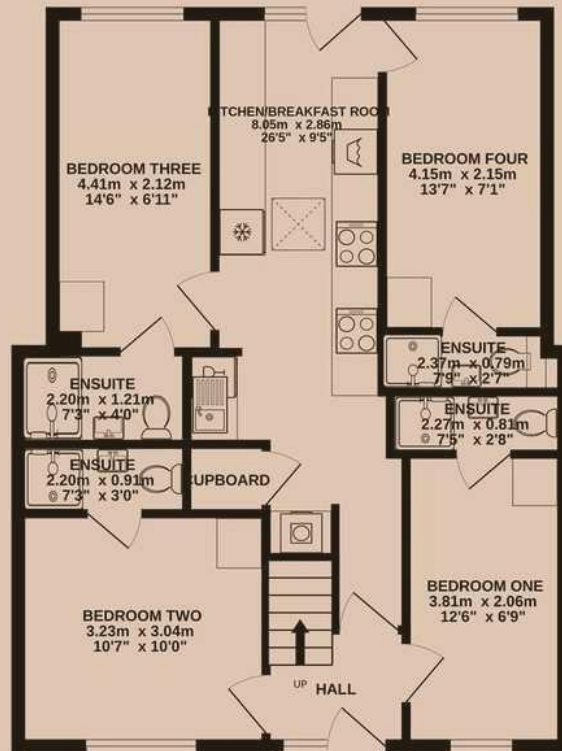 KITCHEN/BREAKFAST ROOM
8.05m x 2.86m
26'5" x 9'5"
BEDROOM THREE
4.41m x 2.12m
14'6" x 6'11"
BEDROOM FOUR
4.15m x 2.15m
13'7" x 7'1"
ENSUITE
2.37m x 0.79m
7'9" x 2'7"
ENSUITE
2.20m x 1.21m
7'3" x 4'0"
ENSUITE
2.27m x 0.81m
7'5" x 2'8"
ENSUITE
2.20m x 0.91m
7'3" x 3'0"
CUPBOARD
BEDROOM TWO
3.23m x 3.04m
10'7" x 10'0"
BEDROOM ONE
3.81m x 2.06m
12'6" x 6'9"
UP
HALL